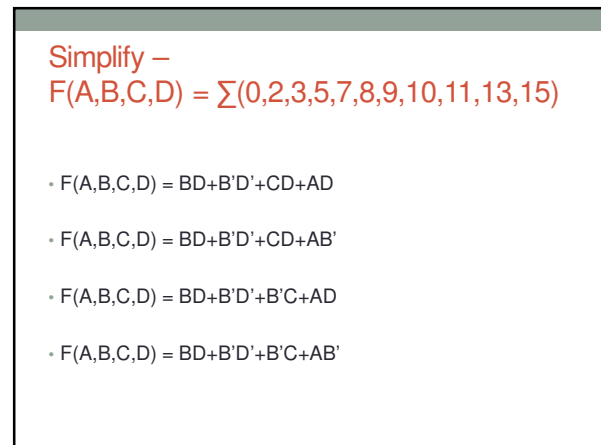 Simplify –
F(A,B,C,D) = ∑(0,2,3,5,7,8,9,10,11,13,15)
• F(A,B,C,D) = BD+B’D’+CD+AD
• F(A,B,C,D) = BD+B’D’+CD+AB’
• F(A,B,C,D) = BD+B’D’+B’C+AD
• F(A,B,C,D) = BD+B’D’+B’C+AB’